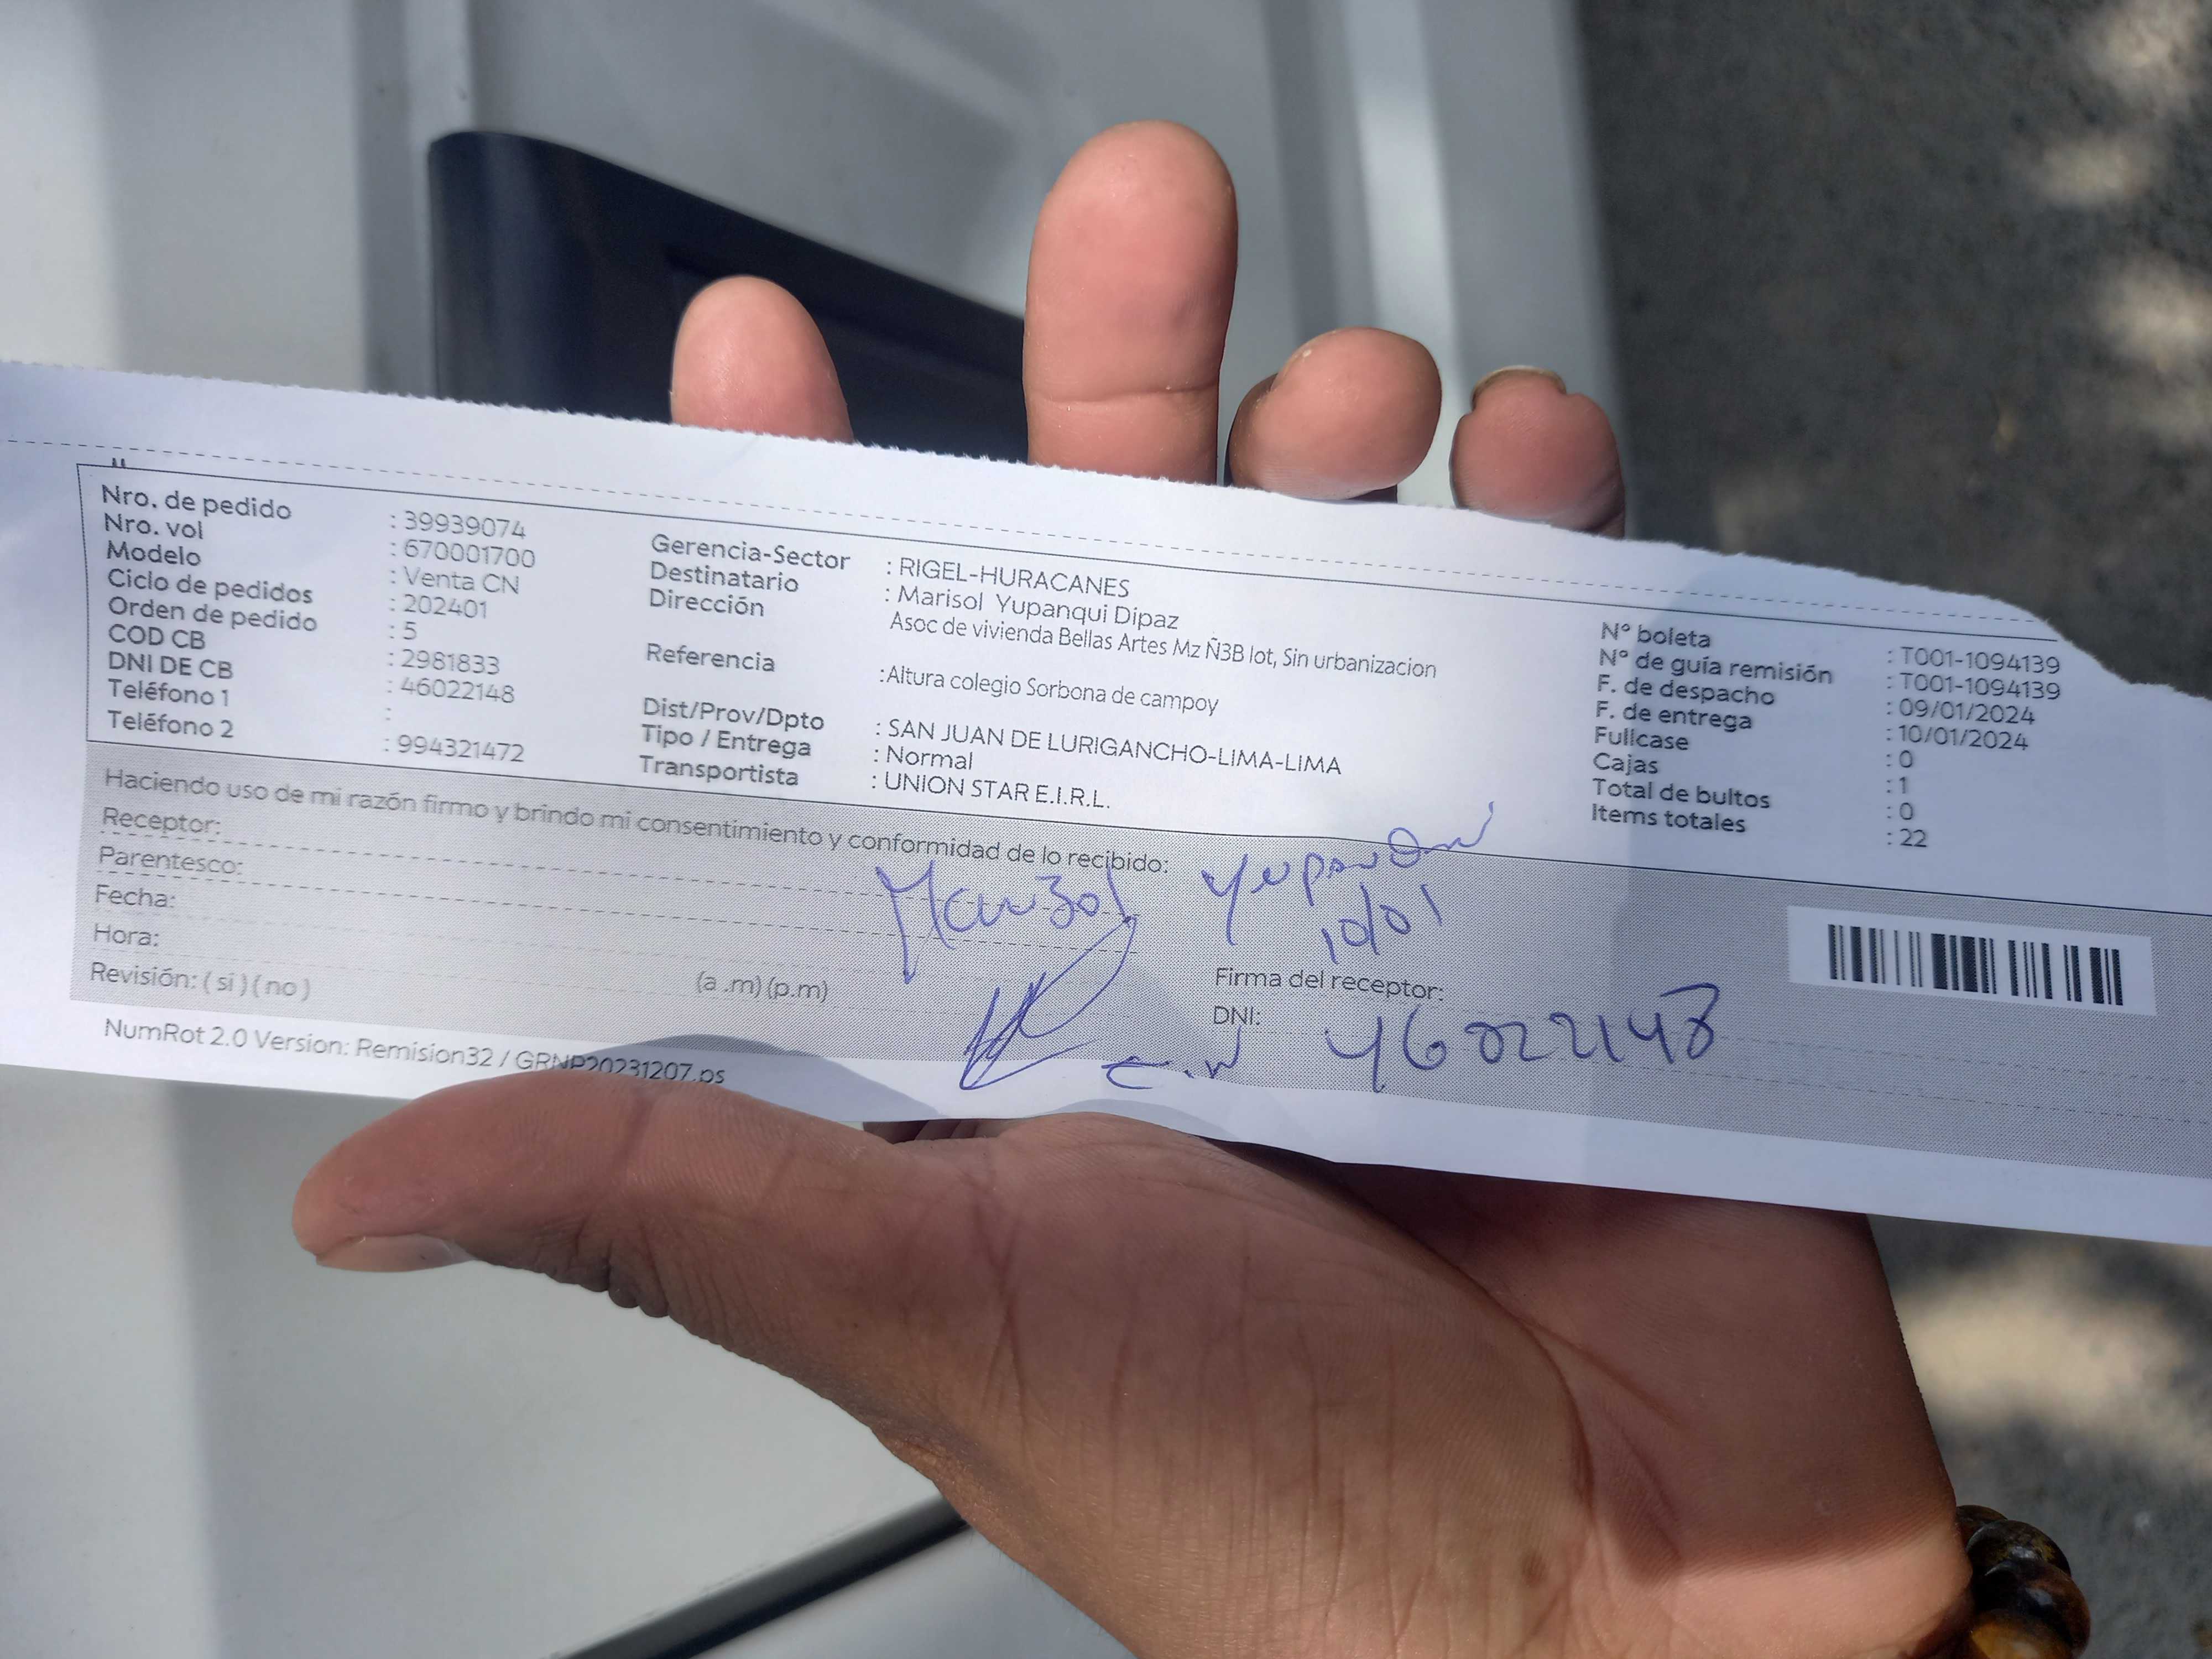 Nro. de pedido : 39939074
Nro. vol : 670001700
Modelo : Venta CN
Ciclo de pedidos : 202401
Orden de pedido : 5
COD CB : 2981833
DNI DE CB : 46022148
Teléfono 1 :
Teléfono 2 : 994321472
Gerencia-Sector : RIGEL-HURACANES
Destinatario : Marisol Yupanqui Dipaz
Dirección Asoc de vivienda Bellas Artes Mz Ñ3B lot, Sin urbanizacion
Referencia :Altura colegio Sorbona de campoy
Dist/Prov/Dpto : SAN JUAN DE LURIGANCHO-LIMA-LIMA
Tipo / Entrega : Normal
Transportista : UNION STAR E.I.R.L.
N° boleta : T001-1094139
N° de guía remisión : T001-1094139
F. de despacho : 09/01/2024
F. de entrega : 10/01/2024
Fullcase : 0
Cajas : 1
Total de bultos : 0
Items totales : 22
Haciendo uso de mi razón firmo y brindo mi consentimiento y conformidad de lo recibido:
Receptor:
Parentesco:
Fecha:
Hora: (a .m) (p.m)
Revisión: ( si ) ( no )
Marisol Yupanqui
10/01
Firma del receptor:
DNI: 46022148
NumRot 2.0 Version: Remision32 / GRNP20231207.ps